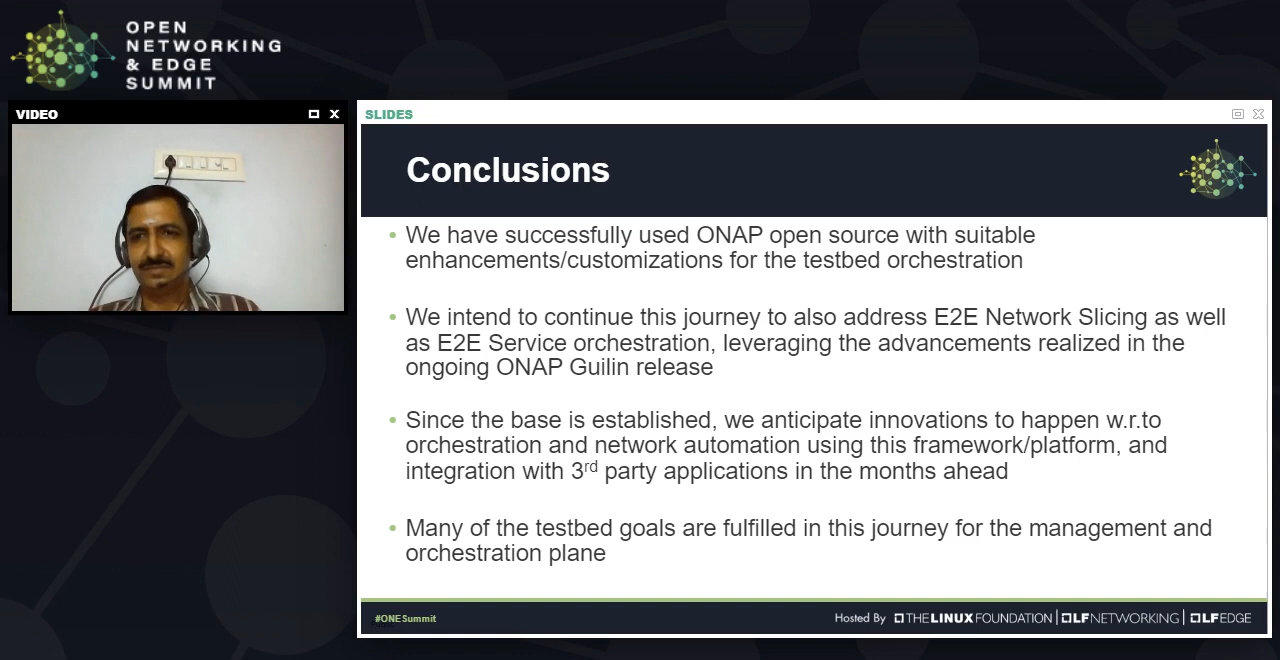 OPEN
NETWORKING
& EDGE
SUMMIT
VIDEO
SLIDES
Conclusions
• We have successfully used ONAP open source with suitable
enhancements/customizations for the testbed orchestration
• We intend to continue this journey to also address E2E Network Slicing as well
as E2E Service orchestration, leveraging the advancements realized in the
ongoing ONAP Guilin release
• Since the base is established, we anticipate innovations to happen w.r.to
orchestration and network automation using this framework/platform, and
integration with 3rd party applications in the months ahead
• Many of the testbed goals are fulfilled in this journey for the management and
orchestration plane
#ONESummit
Hosted By THE LINUX FOUNDATION | LF NETWORKING | LF EDGE